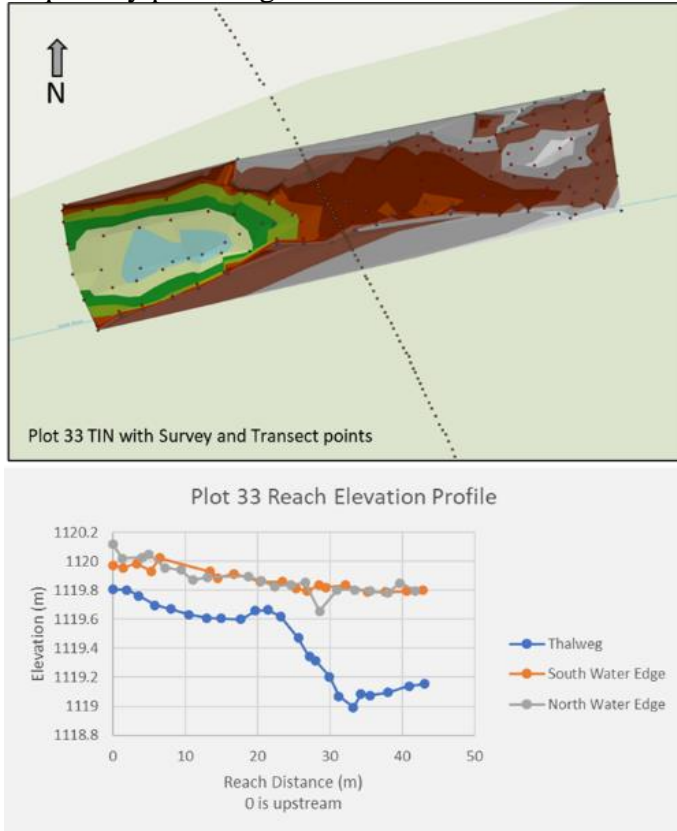 N
Plot 33 TIN with Survey and Transect points
Plot 33 Reach Elevation Profile
1120.2
1120
1119.8
1119.6
1119.4
1119.2
1119
1118.8
Elevation (m)
0
10
20
30
40
50
Reach Distance (m)
0 is upstream
Thalweg
South Water Edge
North Water Edge